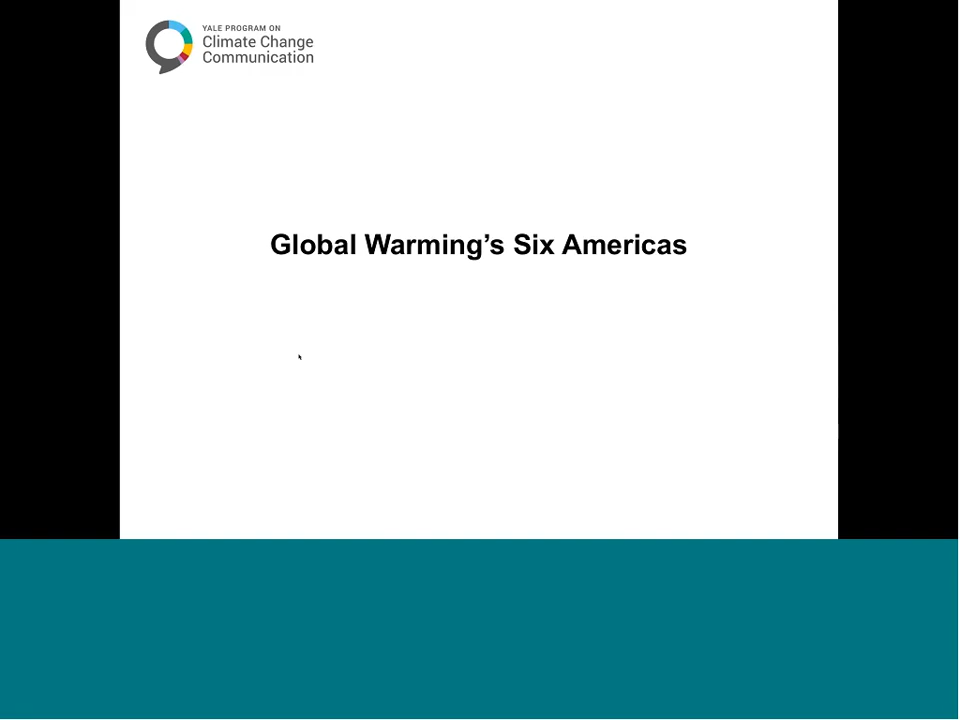 YALE PROGRAM ON
Climate Change
Communication
Global Warming’s Six Americas